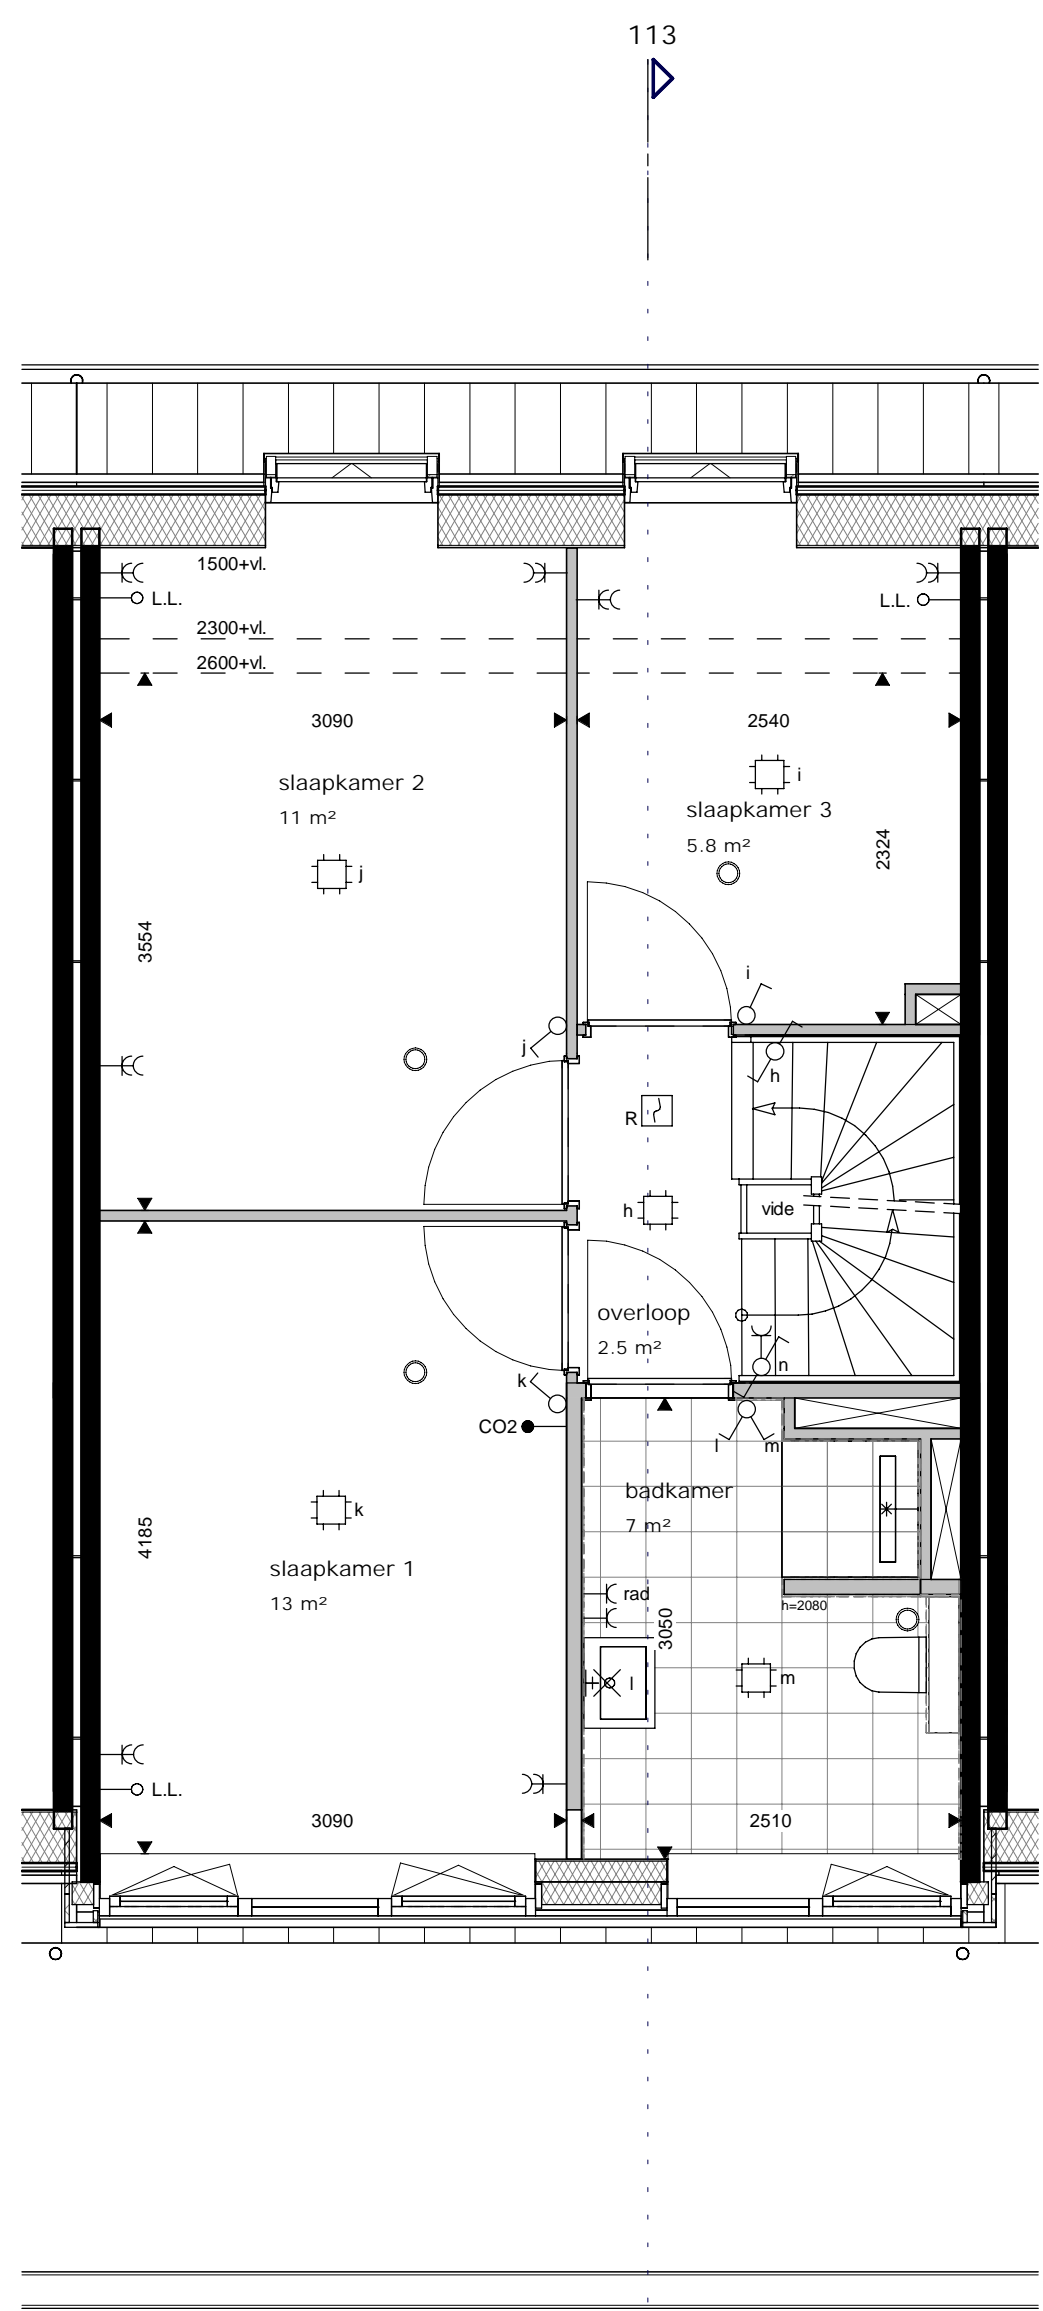 113
1500+vl.
L.L.
L.L.
2300+vl.
2600+vl.
3090
2540
i
slaapkamer 2
11 m²
slaapkamer 3
5.8 m²
2324
j
3554
i
j
h
R
h
vide
overloop
2.5 m²
n
k
CO2
l
m
badkamer
7 m²
k
4185
slaapkamer 1
13 m²
rad
h=2080
3050
l
m
L.L.
3090
2510